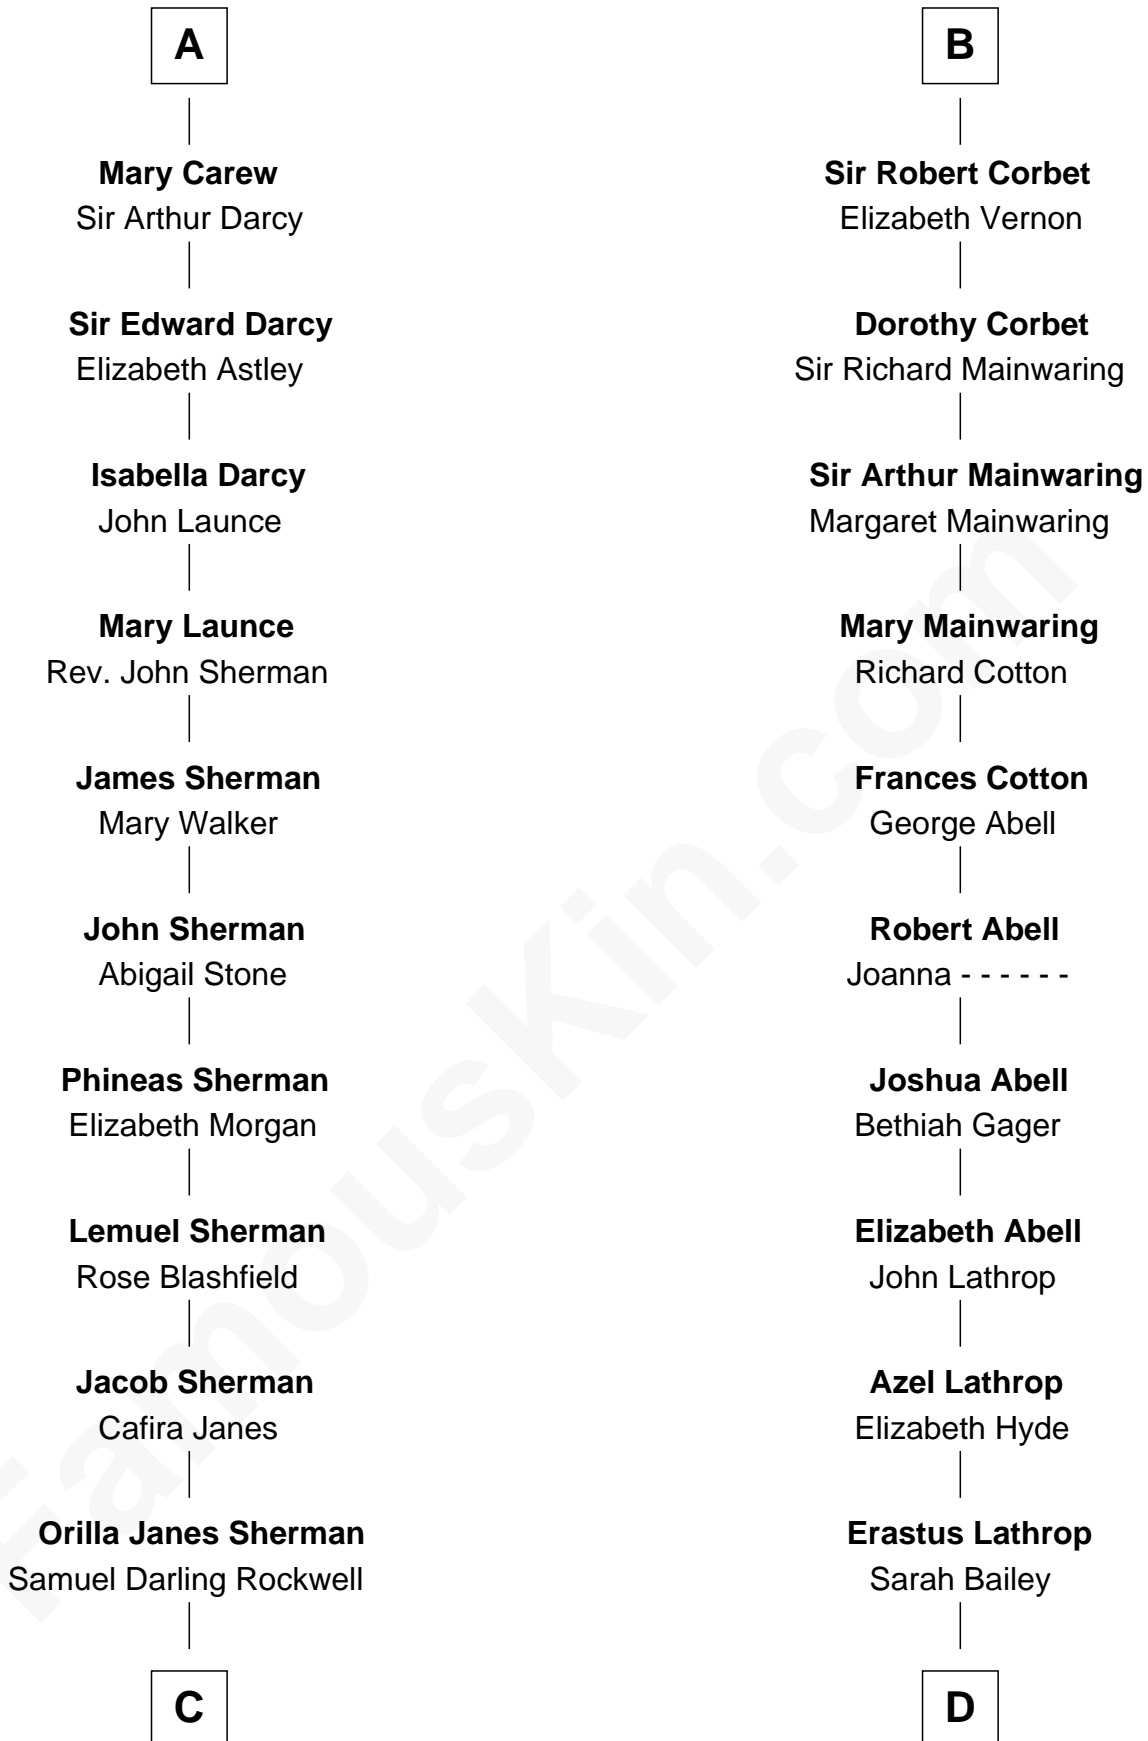 A
Mary Carew
Sir Arthur Darcy
Sir Edward Darcy
Elizabeth Astley
Isabella Darcy
John Launce
Mary Launce
Rev. John Sherman
James Sherman
Mary Walker
John Sherman
Abigail Stone
Phineas Sherman
Elizabeth Morgan
Lemuel Sherman
Rose Blashfield
Jacob Sherman
Cafira Janes
Orilla Janes Sherman
Samuel Darling Rockwell
C
B
Sir Robert Corbet
Elizabeth Vernon
Dorothy Corbet
Sir Richard Mainwaring
Sir Arthur Mainwaring
Margaret Mainwaring
Mary Mainwaring
Richard Cotton
Frances Cotton
George Abell
Robert Abell
Joanna - - - - - -
Joshua Abell
Bethiah Gager
Elizabeth Abell
John Lathrop
Azel Lathrop
Elizabeth Hyde
Erastus Lathrop
Sarah Bailey
D
FamousKin.com